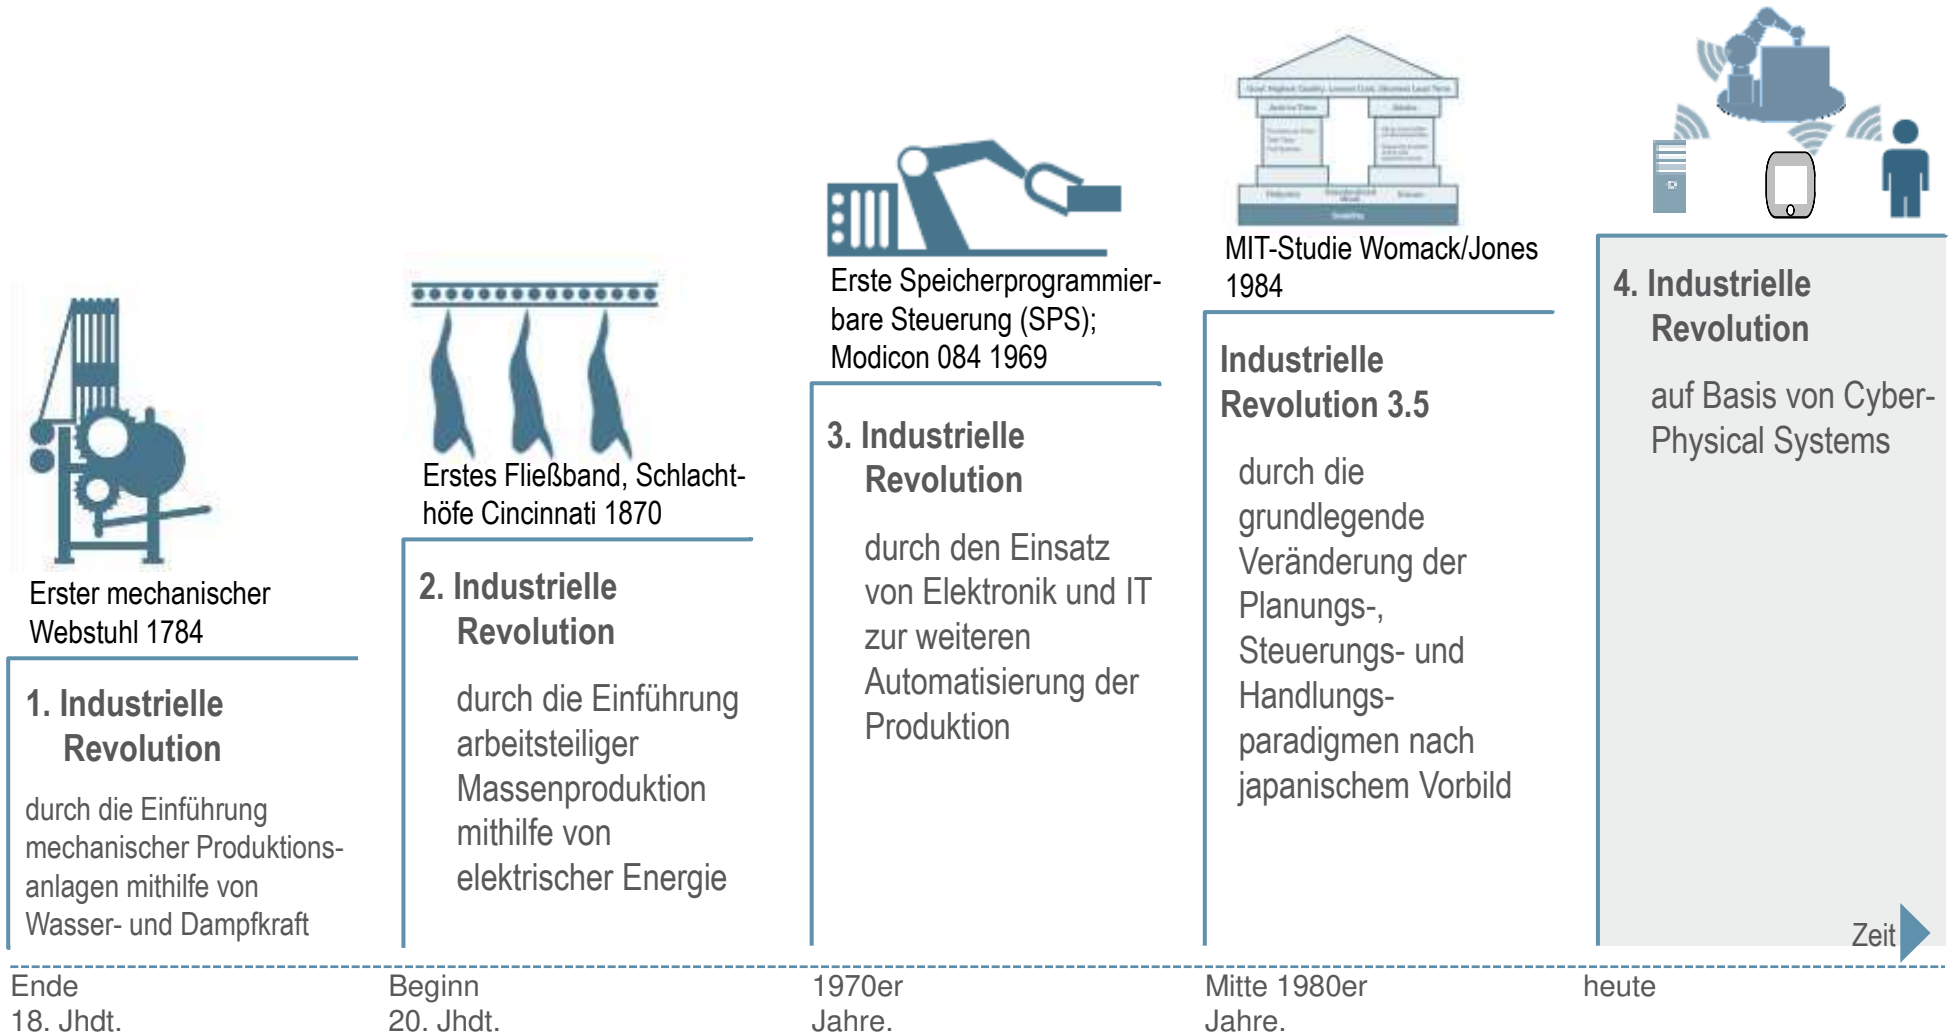 Erster mechanischer
Webstuhl 1784
1. Industrielle
Revolution
durch die Einführung
mechanischer Produktions-
anlagen mithilfe von
Wasser- und Dampfkraft
Ende
18. Jhdt.
Erstes Fließband, Schlacht-
höfe Cincinnati 1870
2. Industrielle
Revolution
durch die Einführung
arbeitsteiliger
Massenproduktion
mithilfe von
elektrischer Energie
Beginn
20. Jhdt.
Erste Speicherprogrammier-
bare Steuerung (SPS);
Modicon 084 1969
3. Industrielle
Revolution
durch den Einsatz
von Elektronik und IT
zur weiteren
Automatisierung der
Produktion
1970er
Jahre.
Just in Time
Jidoka
MIT-Studie Womack/Jones
1984
Industrielle
Revolution 3.5
durch die
grundlegende
Veränderung der
Planungs-,
Steuerungs- und
Handlungs-
paradigmen nach
japanischem Vorbild
Mitte 1980er
Jahre.
4. Industrielle
Revolution
auf Basis von Cyber-
Physical Systems
Zeit
heute